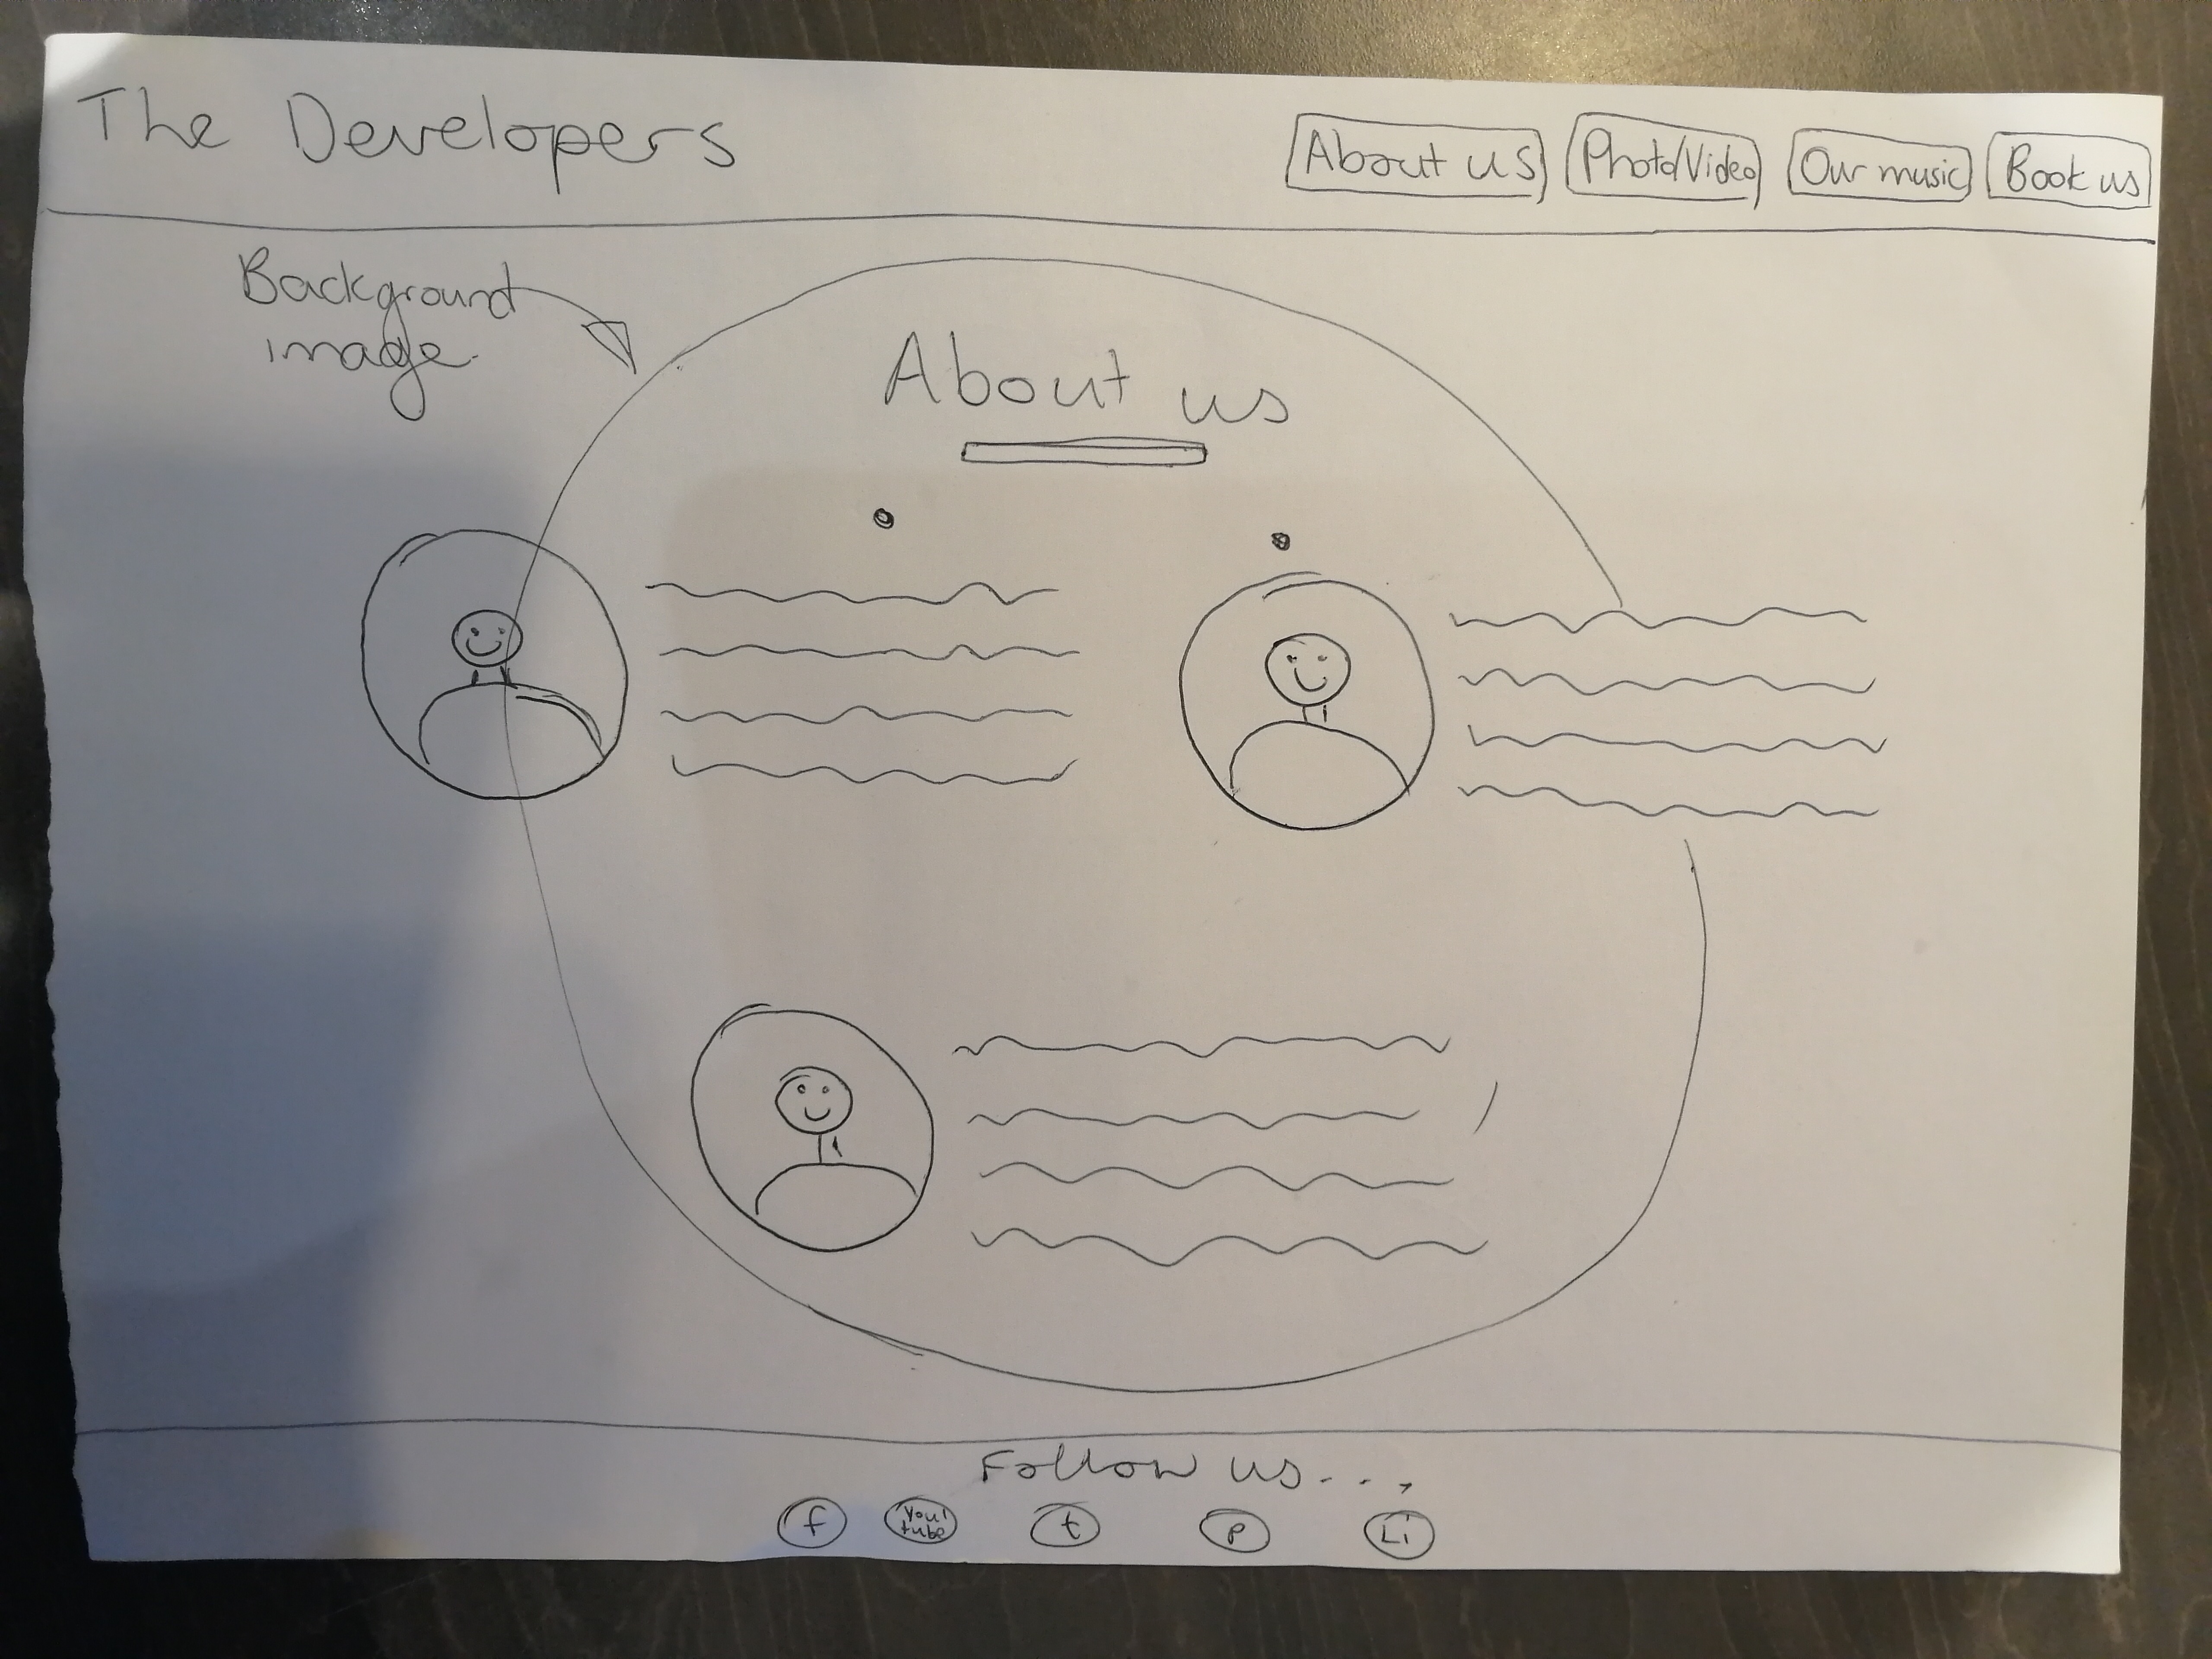 The Developers
About us Photo/Video Our music Book us
Background
image
About us
Follow us...
f You tube t p Li